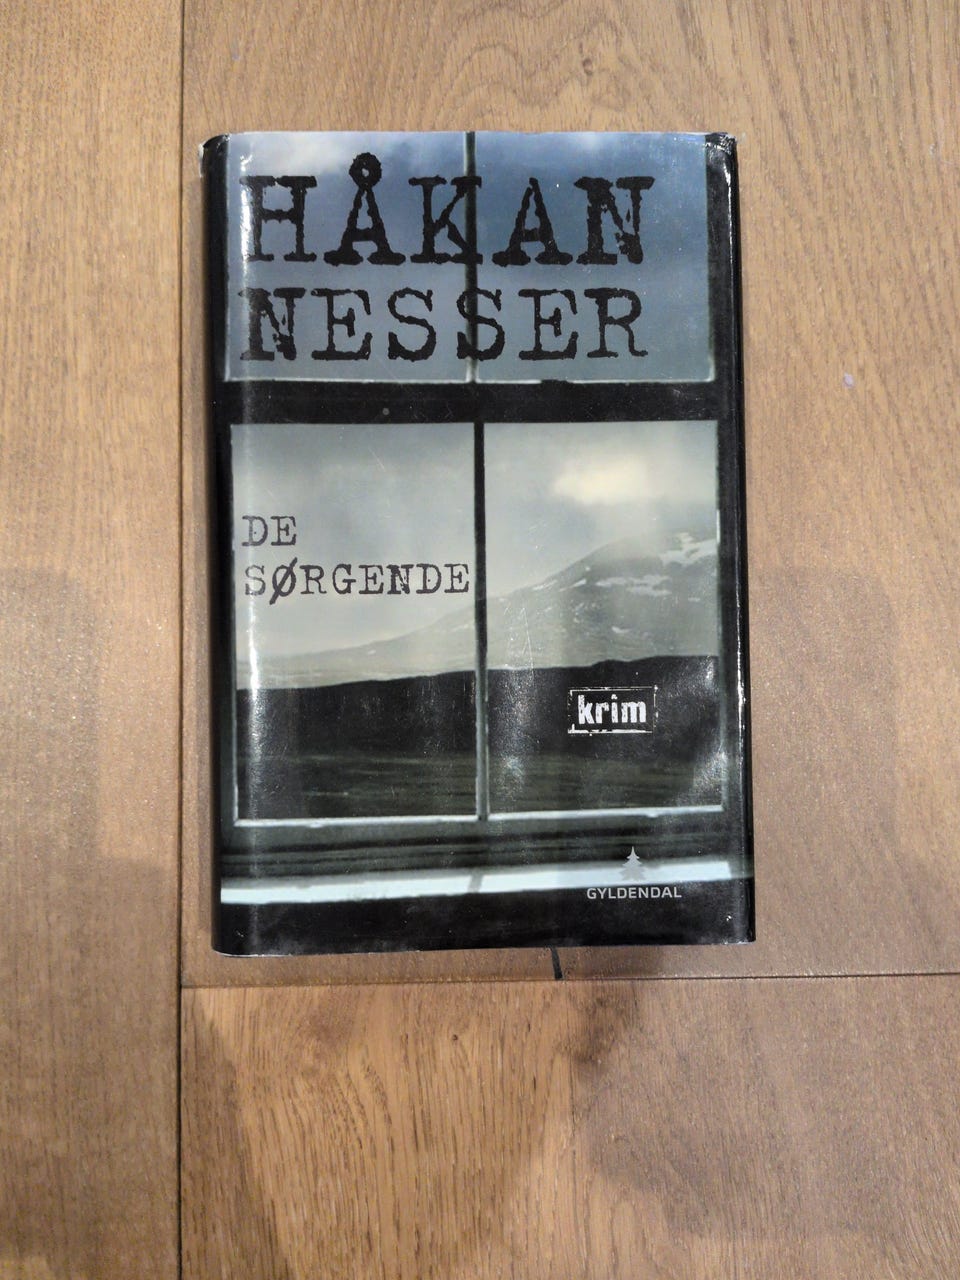 HÅKAN
NESSER
DE
SØRGENDE
krim
GYLDENDAL